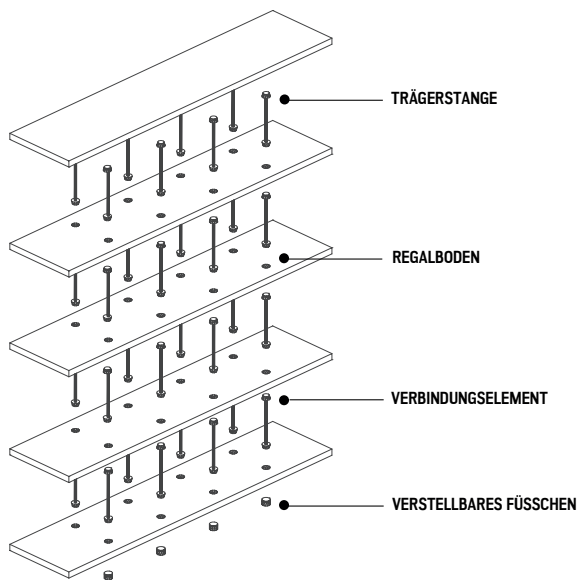 TRÄGERSTANGE
REGALBODEN
VERBINDUNGSELEMENT
VERSTELLBARES FÜSSCHEN